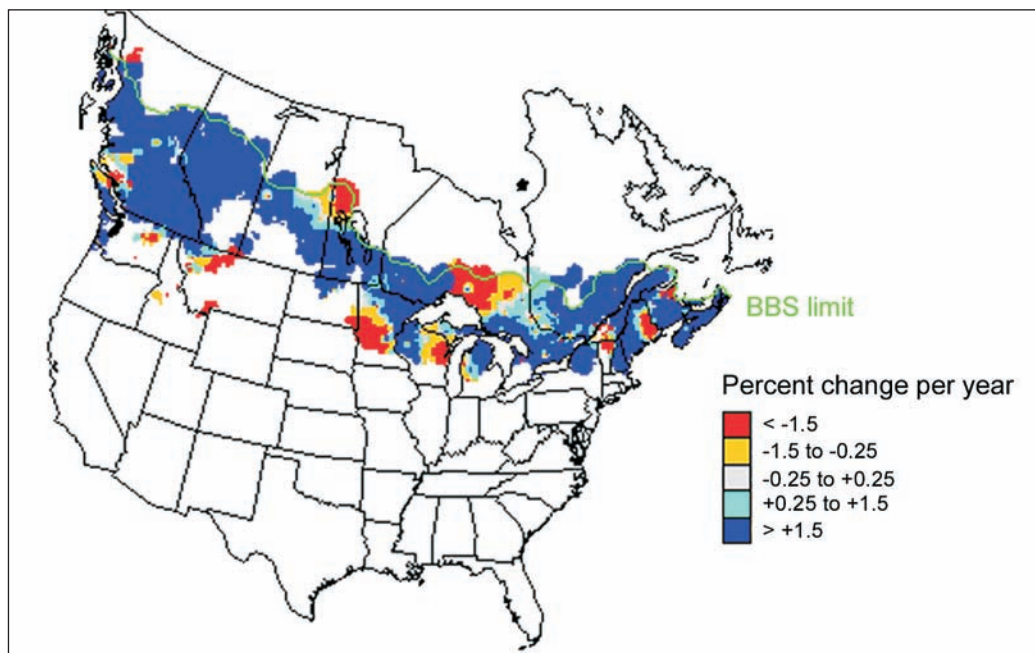 BBS limit
Percent change per year
< -1.5
-1.5 to -0.25
-0.25 to +0.25
+0.25 to +1.5
> +1.5